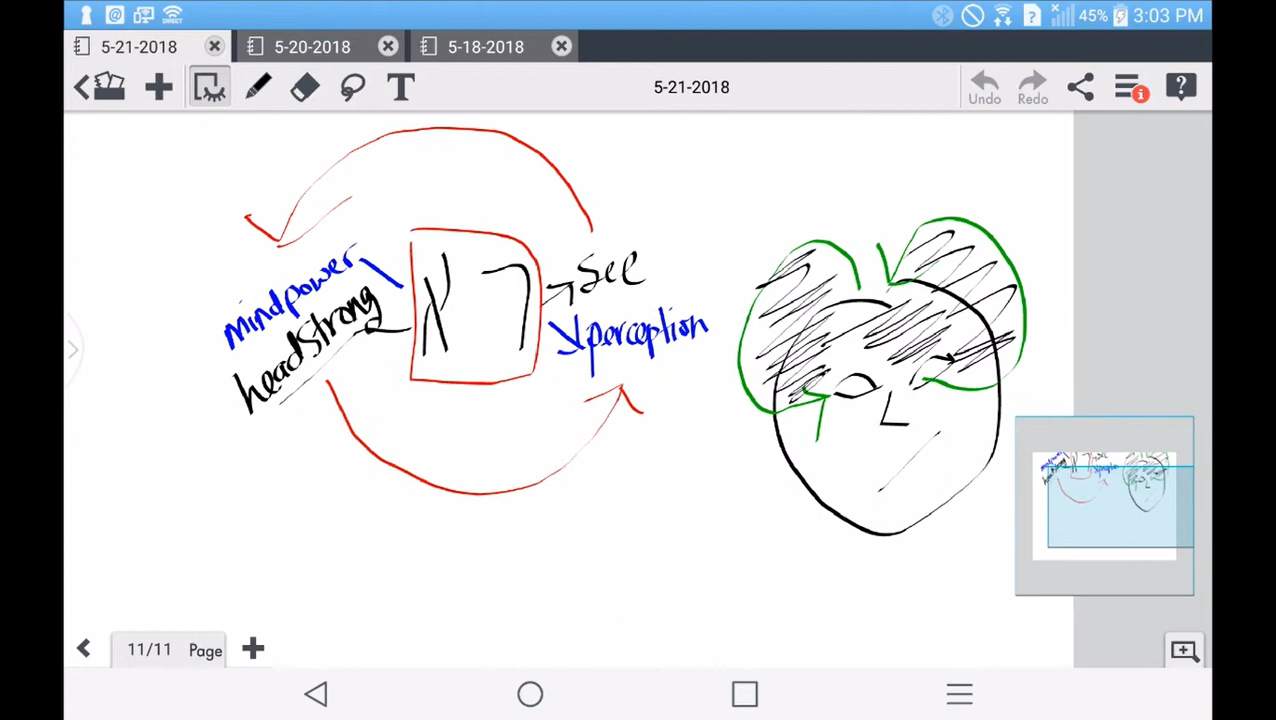 45% 3:03 PM
5-21-2018 5-20-2018 5-18-2018
T 5-21-2018 Undo Redo
See
mindpower
perception
headstrong
11/11 Page